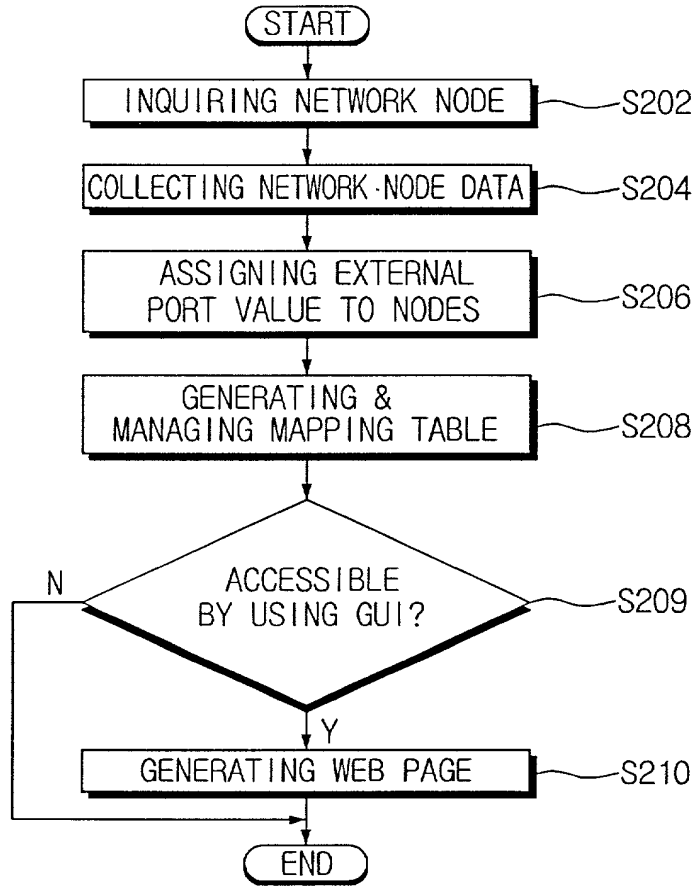 START
INQUIRING NETWORK NODE
S202
COLLECTING NETWORK·NODE DATA
S204
ASSIGNING EXTERNAL
PORT VALUE TO NODES
S206
GENERATING &
MANAGING MAPPING TABLE
S208
N
ACCESSIBLE
BY USING GUI?
S209
Y
GENERATING WEB PAGE
S210
END